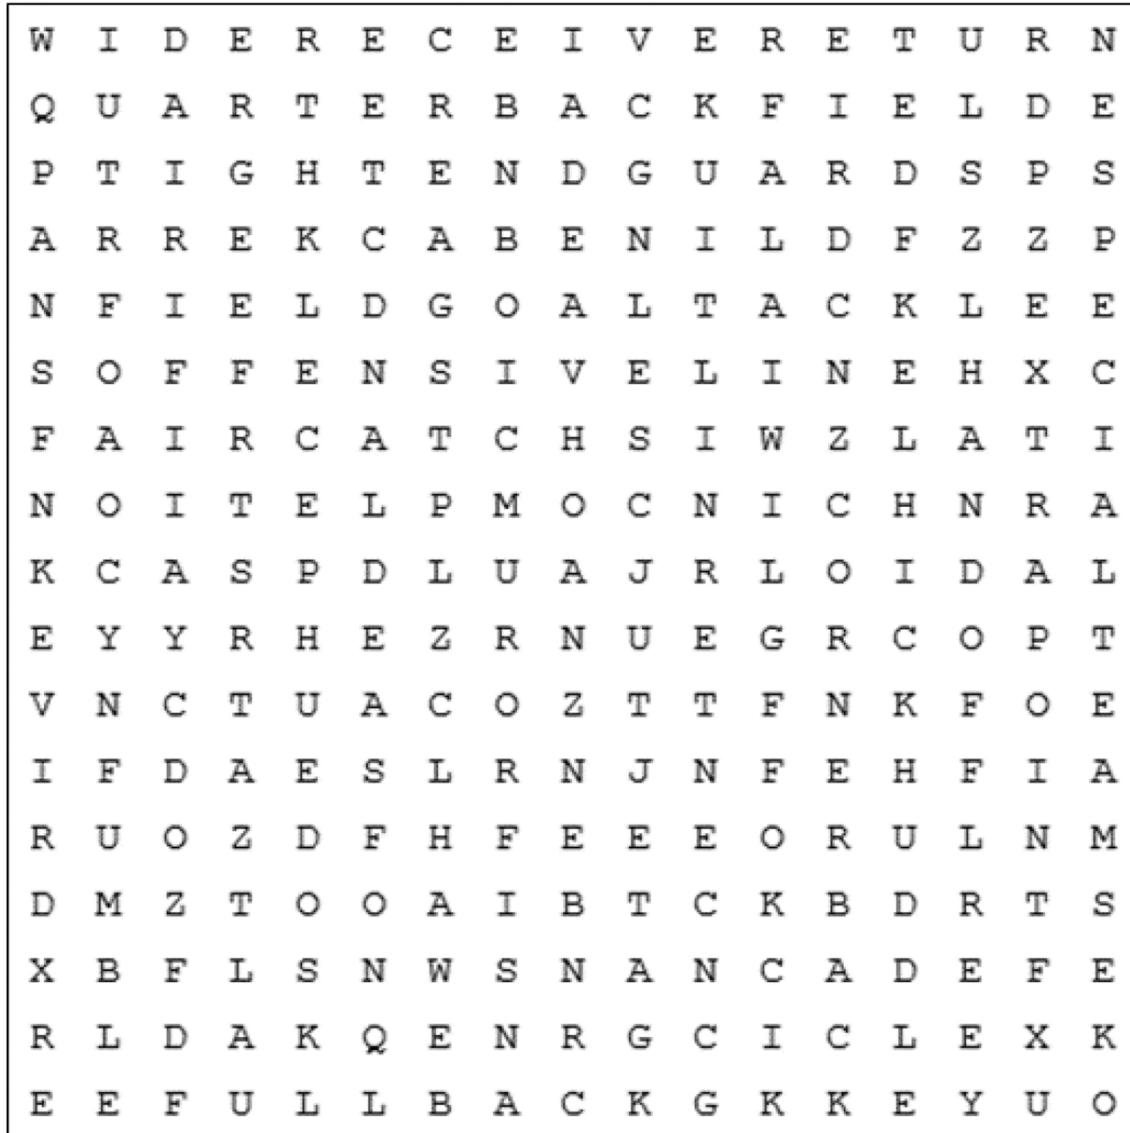 W I D E R E C E I V E R E T U R N
Q U A R T E R B A C K F I E L D E
P T I G H T E N D G U A R D S P S
A R R E K C A B E N I L D F Z Z P
N F I E L D G O A L T A C K L E E
S O F F E N S I V E L I N E H X C
F A I R C A T C H S I W Z L A T I
N O I T E L P M O C N I C H N R A
K C A S P D L U A J R L O I D A L
E Y Y R H E Z R N U E G R C O P T
V N C T U A C O Z T T F N K F O E
I F D A E S L R N J N F E H F I A
R U O Z D F H F E E E O R U L N M
D M Z T O O A I B T C K B D R T S
X B F L S N W S N A N C A D E F E
R L D A K Q E N R G C I C L E X K
E E F U L L B A C K G K K E Y U O